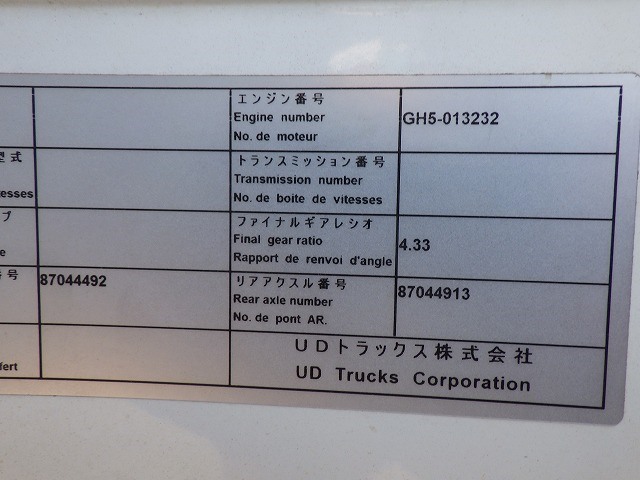 エンジン番号
Engine number
No. de moteur
GH5-013232
型式
tesses
トランスミッション番号
Transmission number
No. de boite de vitesses
プ
e
ファイナルギアレシオ
Final gear ratio
Rapport de renvoi d'angle
4.33
番号
87044492
リアアクスル番号
Rear axle number
No. de pont AR.
87044913
fert
UDトラックス株式会社
UD Trucks Corporation